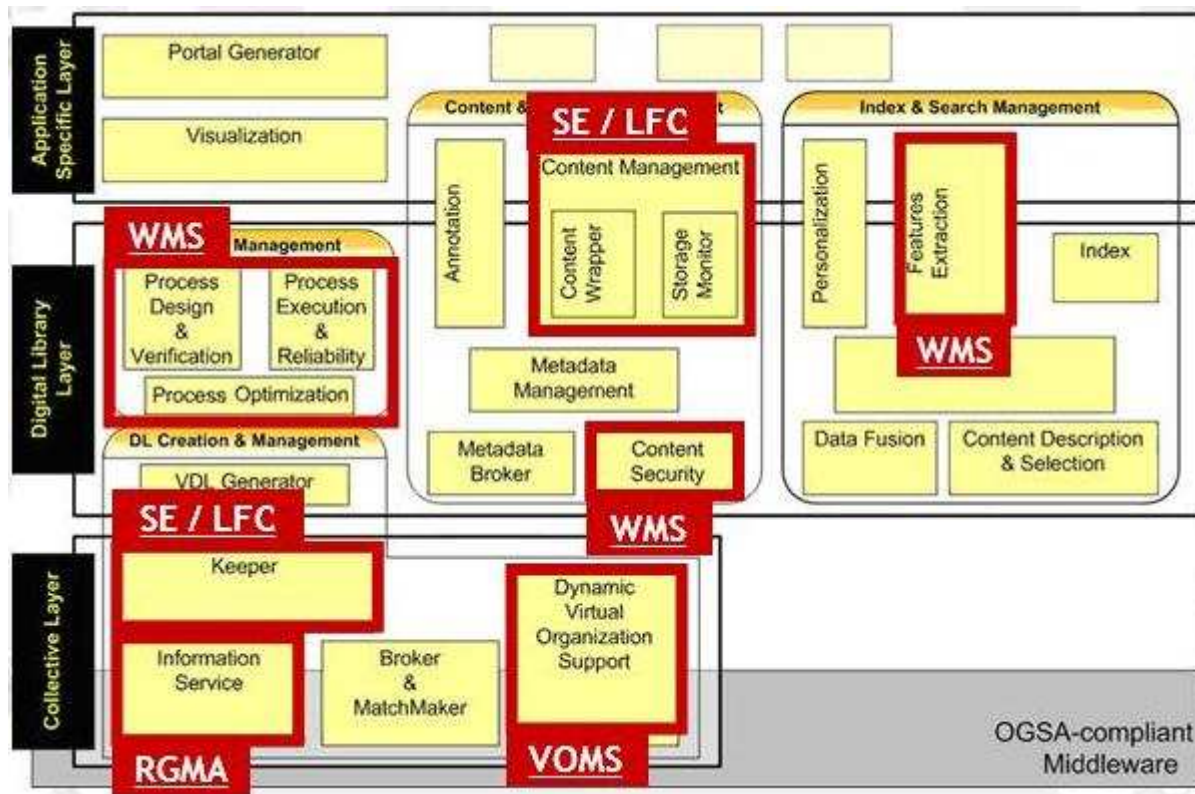 Application
Specific Layer
Portal Generator
Visualization
Content &
SE / LFC
Content Management
Annotation
Content
Wrapper
Storage
Monitor
Index & Search Management
Personalization
Features
Extraction
WMS
Index
Digital Library
Layer
WMS
Management
Process
Design
&
Verification
Process
Execution
&
Reliability
Process Optimization
Metadata
Management
Metadata
Broker
Content
Security
WMS
Data Fusion
Content Description
& Selection
DL Creation & Management
VDL Generator
SE / LFC
Collective Layer
Keeper
Information
Service
RGMA
Broker
&
MatchMaker
Dynamic
Virtual
Organization
Support
VOMS
OGSA-compliant
Middleware